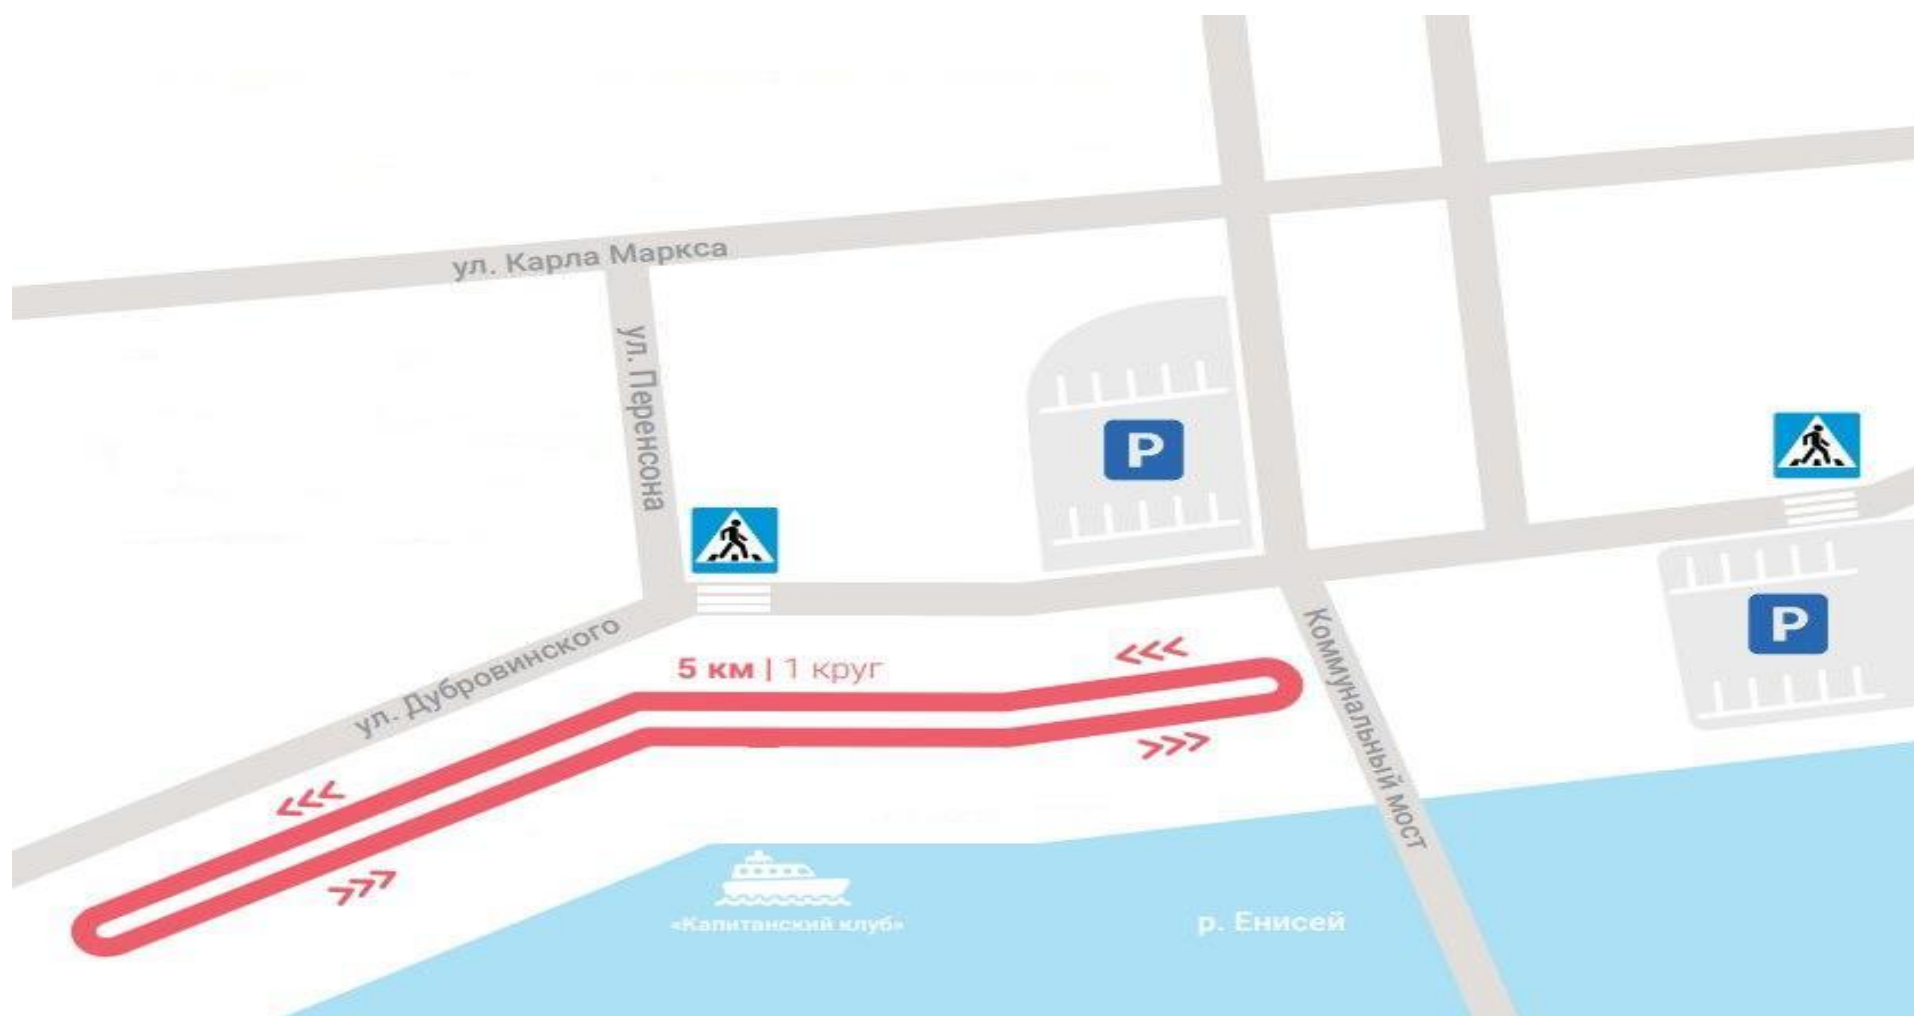 ул. Карла Маркса
ул. Перенсона
P
ул. Дубровинского
5 км | 1 круг
Коммунальный мост
P
«Капитанский клуб»
р. Енисей